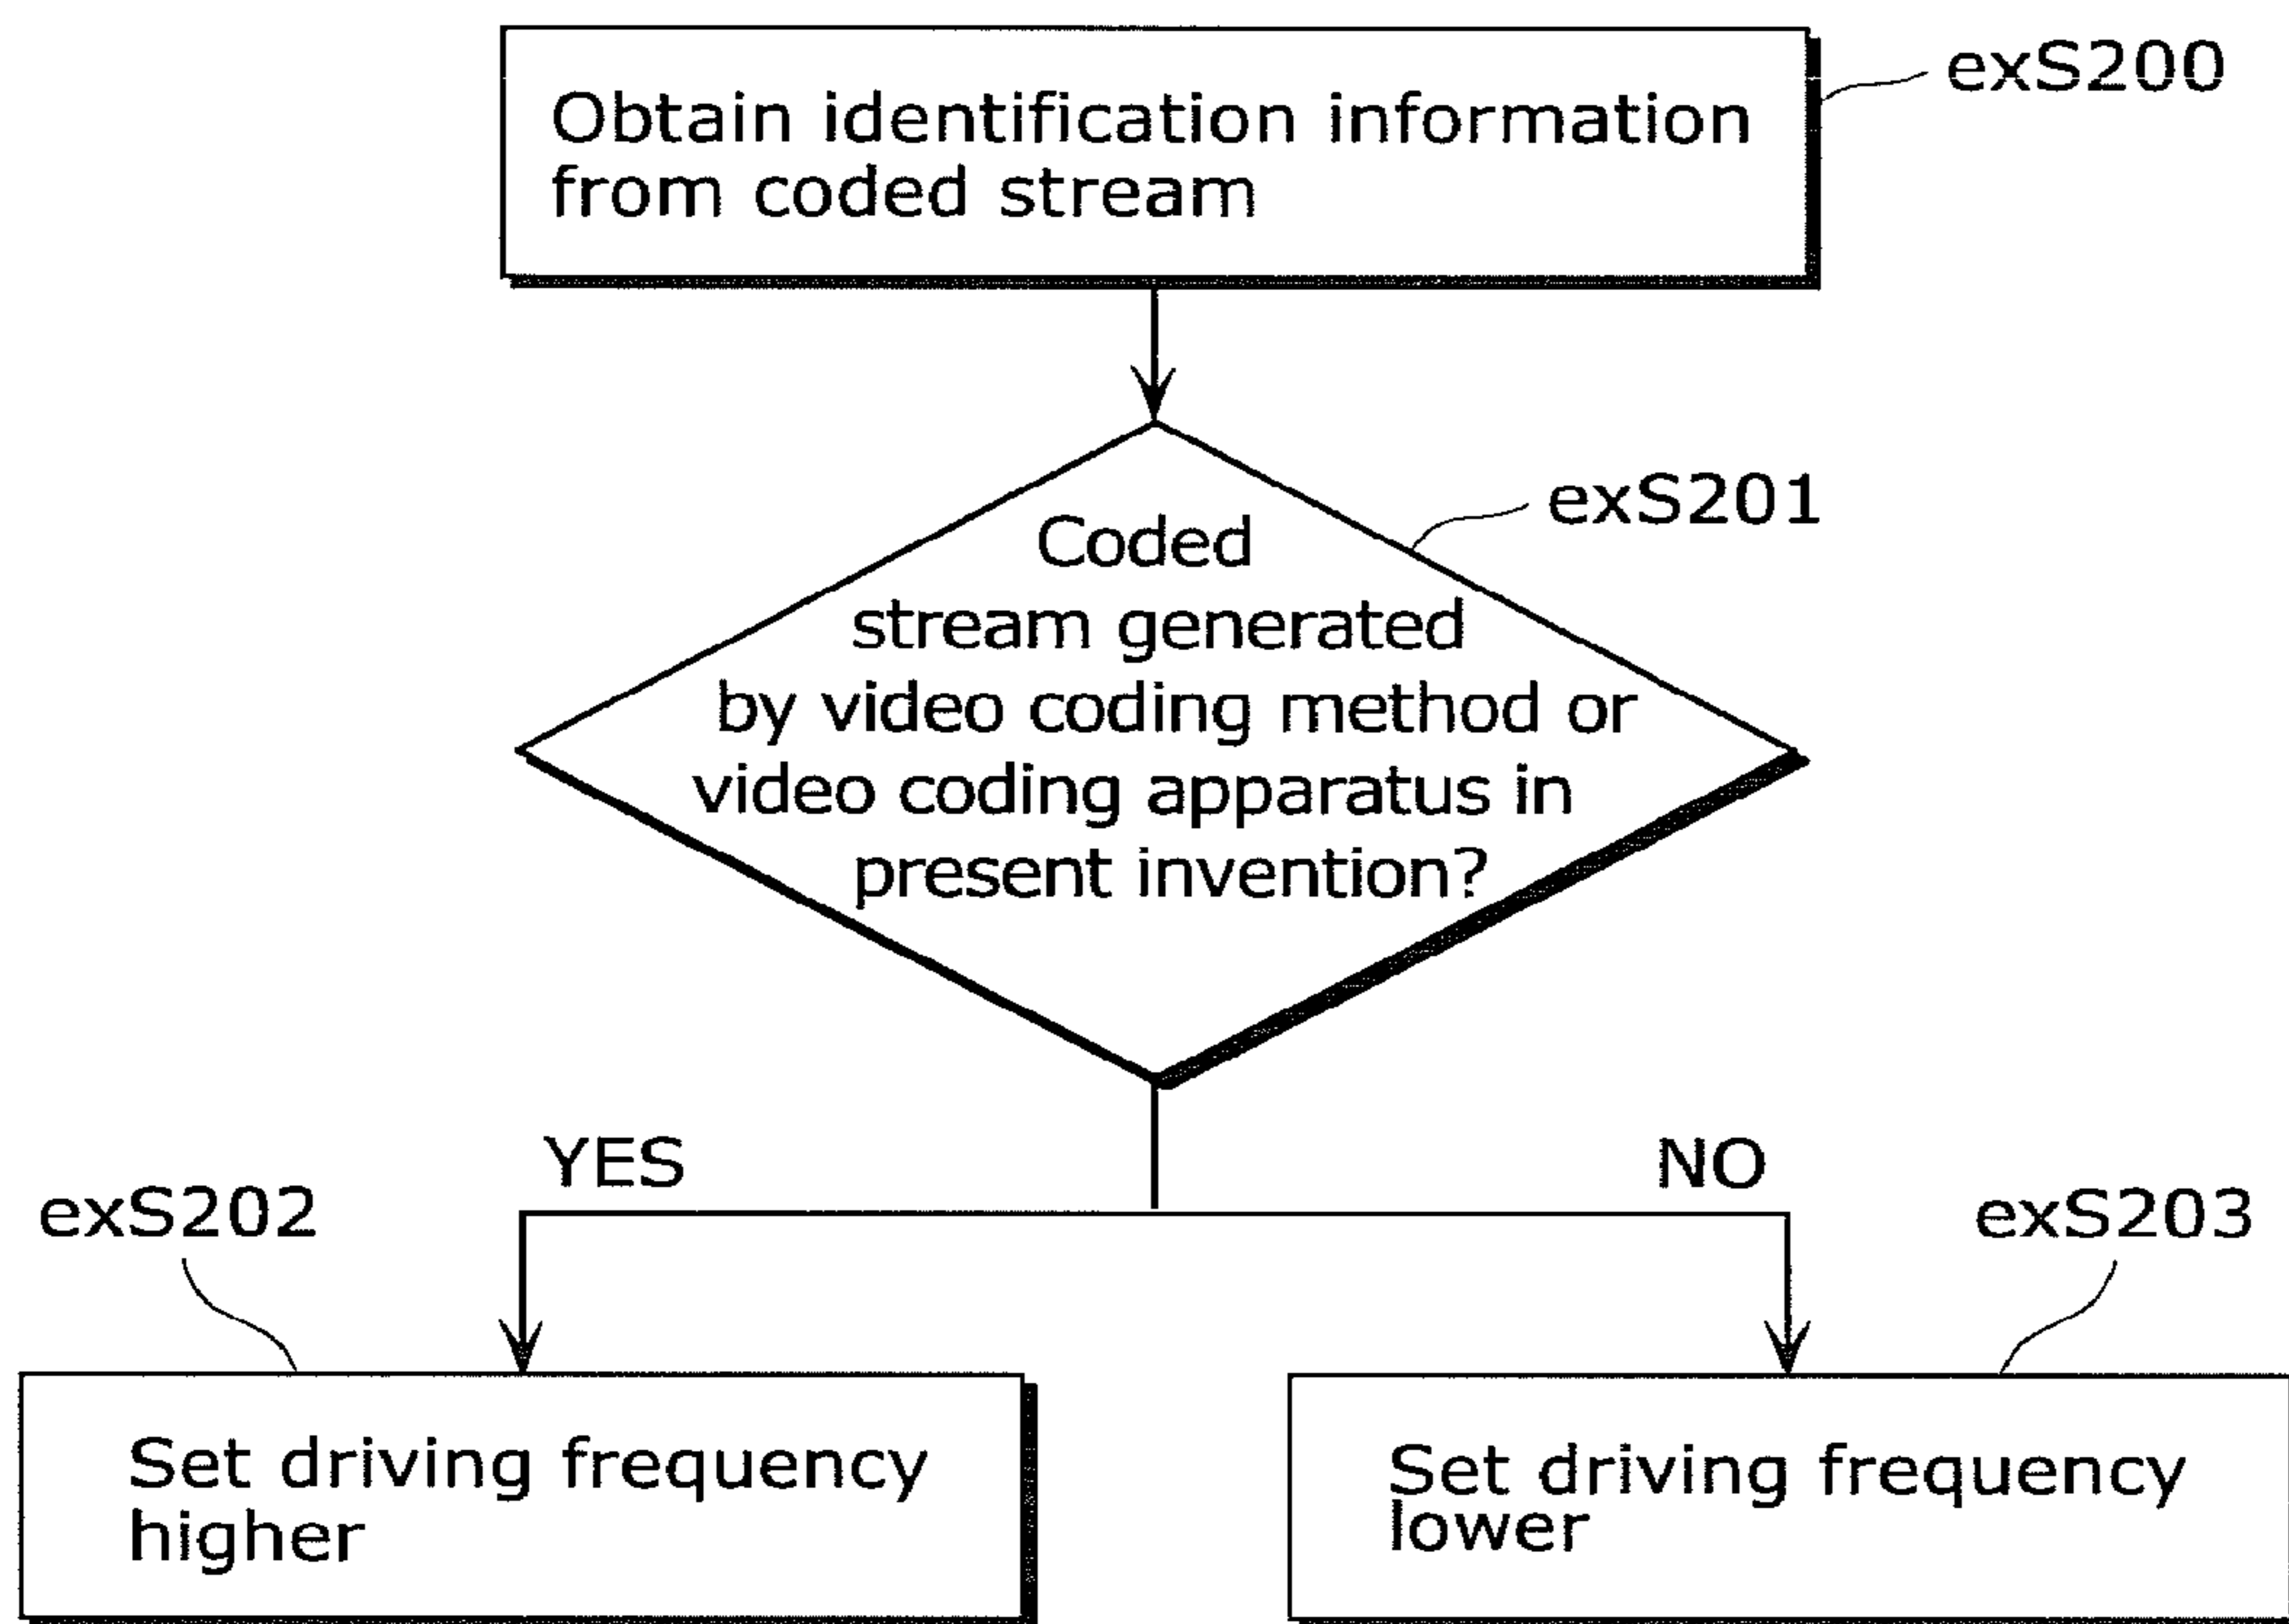 exS200
Obtain identification information
from coded stream
exS201
Coded
stream generated
by video coding method or
video coding apparatus in
present invention?
YES
NO
exS202
exS203
Set driving frequency
higher
Set driving frequency
lower